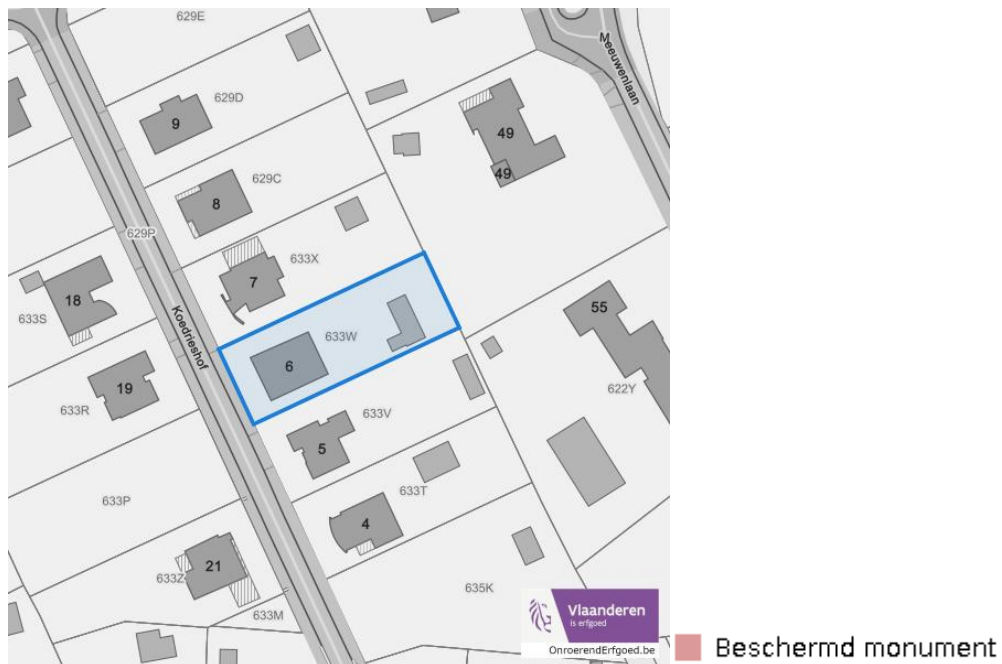 629E
Meeuwenlaan
629D
9
49
49
629C
8
629P
633X
7
18
633S
Koedrieshof
55
633W
6
19
633R
622Y
633V
5
633P
633T
4
21
633Z
635K
633M
Vlaanderen
is erfgoed
OnroerendErfgoed.be
Beschermd monument